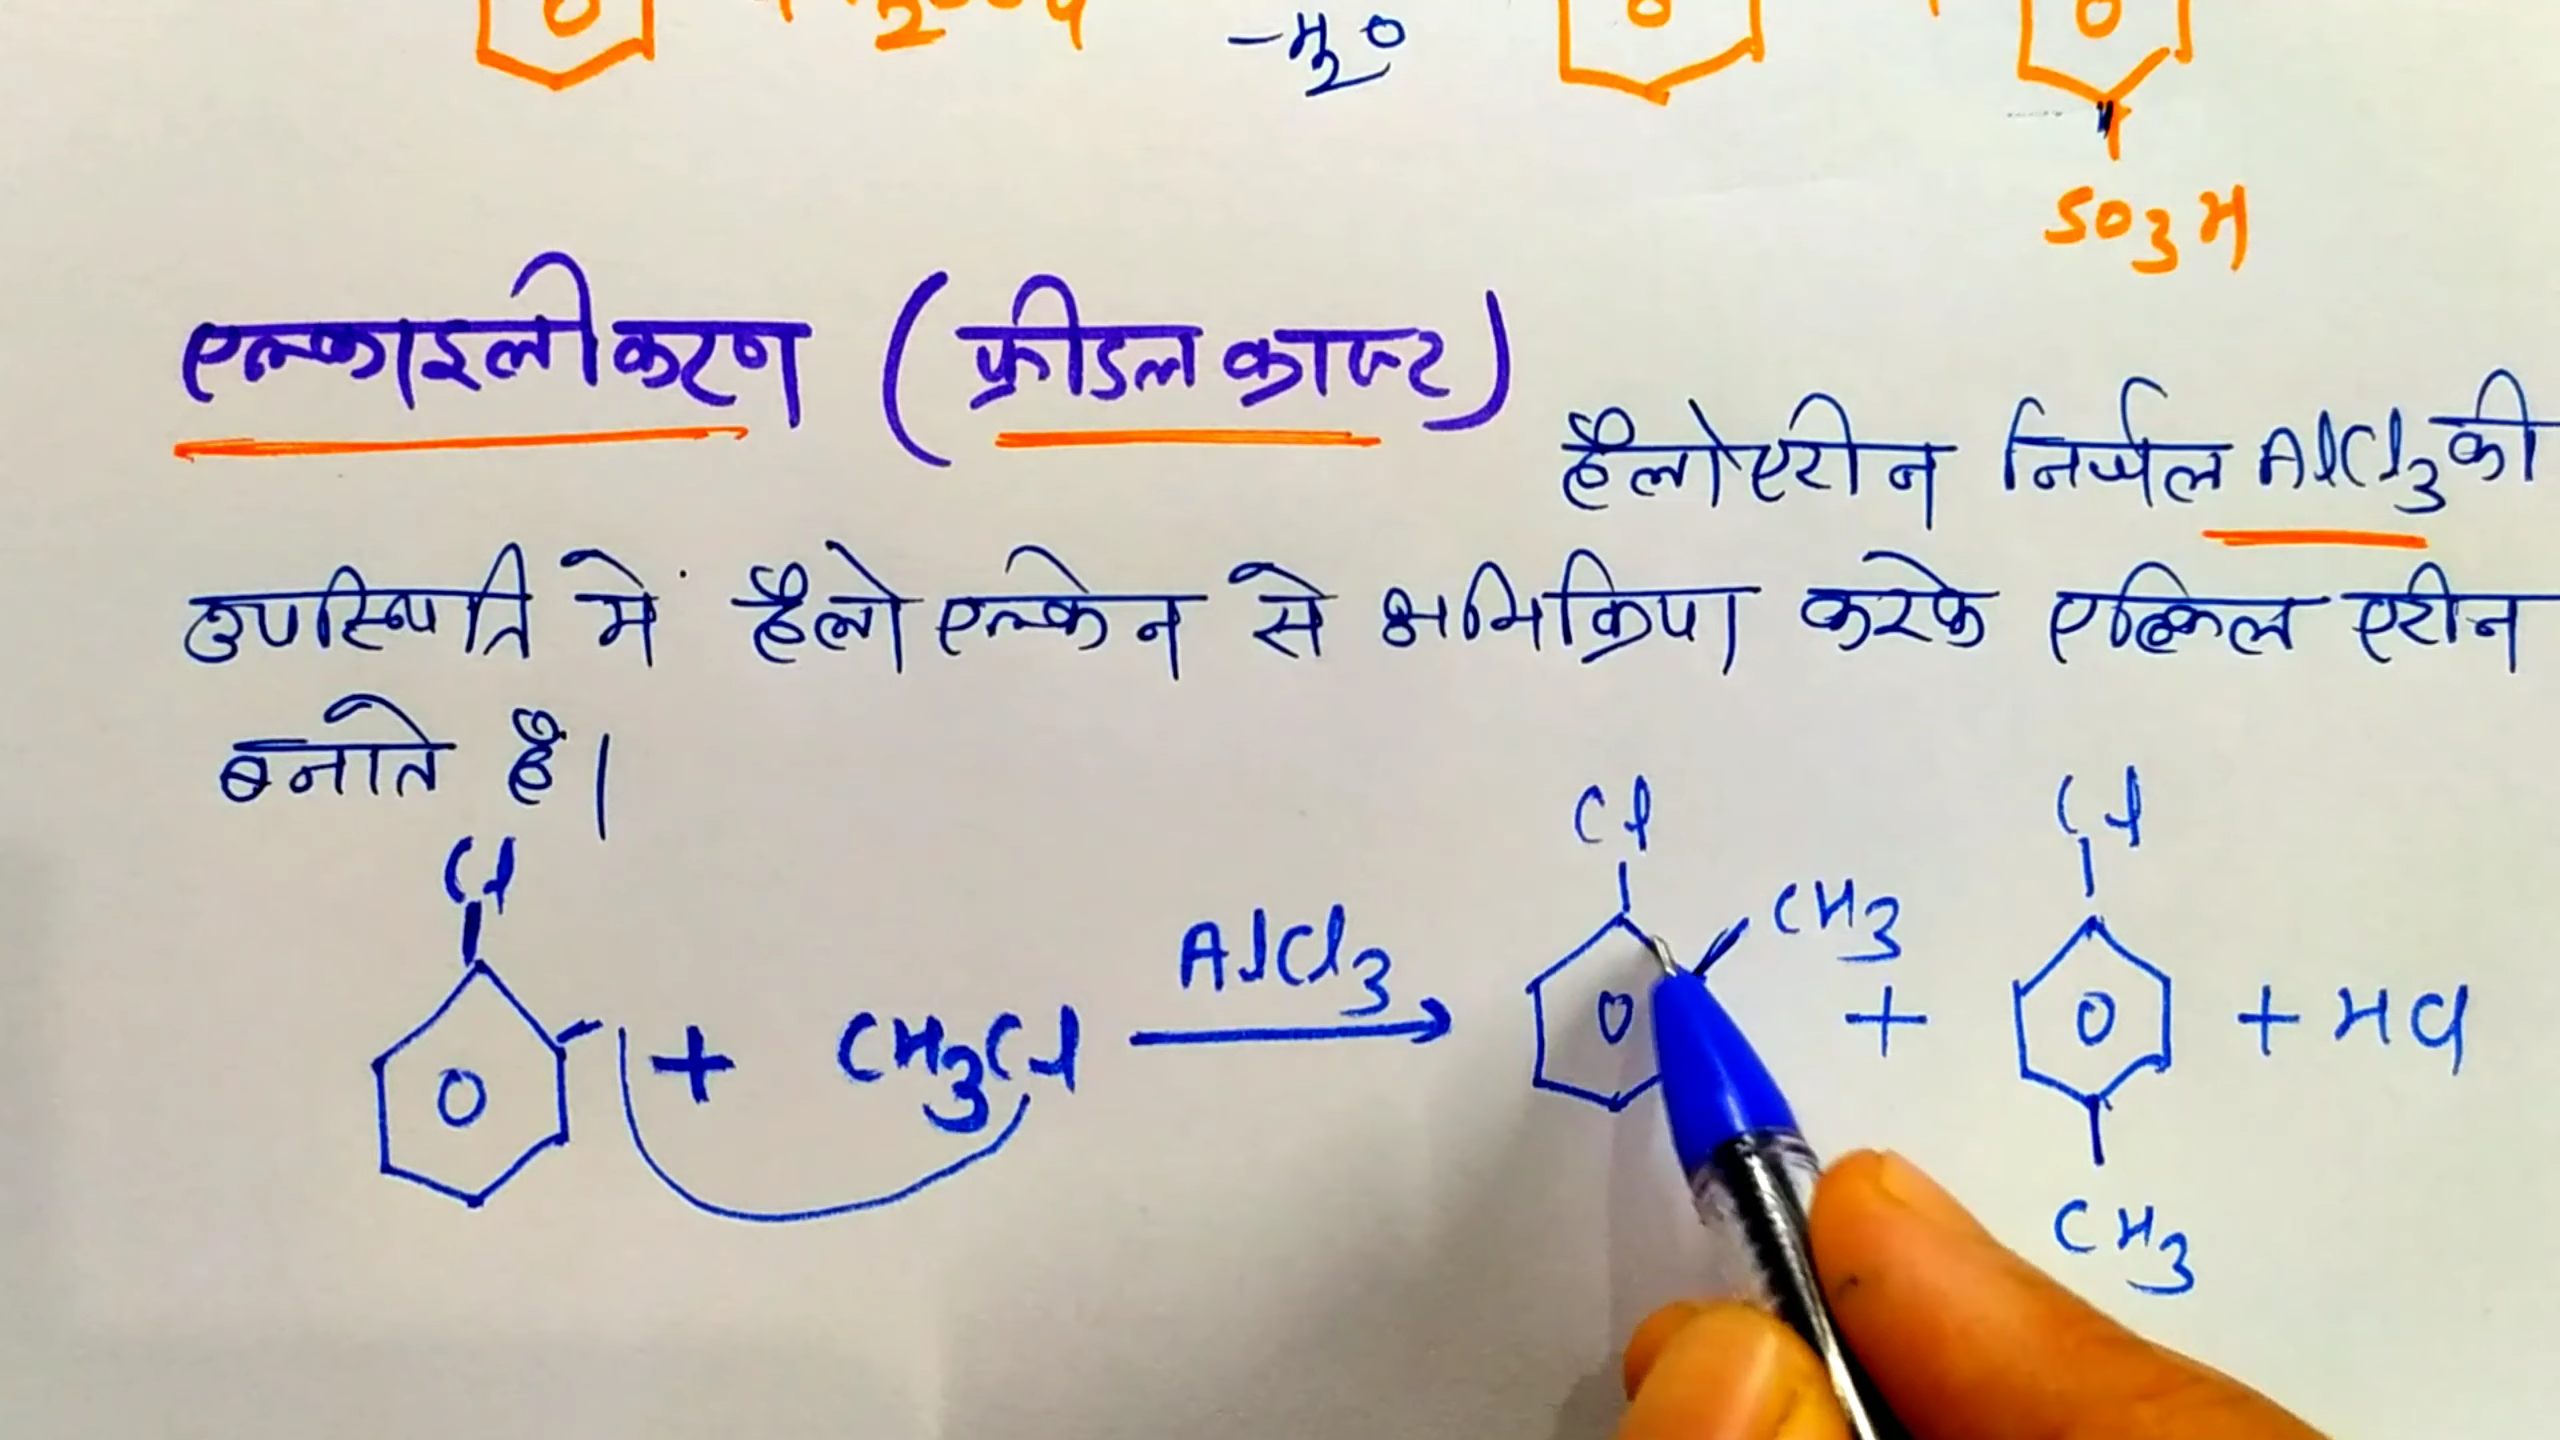 -H2O
SO3H
एल्काइलीकरण (फ्रीडल क्राफ्ट)
हैलोएरीन निर्जल AlCl3 की
उपस्थिति में हैलो एल्केन से अभिक्रिया करके एल्किल एरीन
बनाते है।
Cl
+ CH3Cl
AlCl3
Cl
CH3
+
Cl
CH3
+ HCl